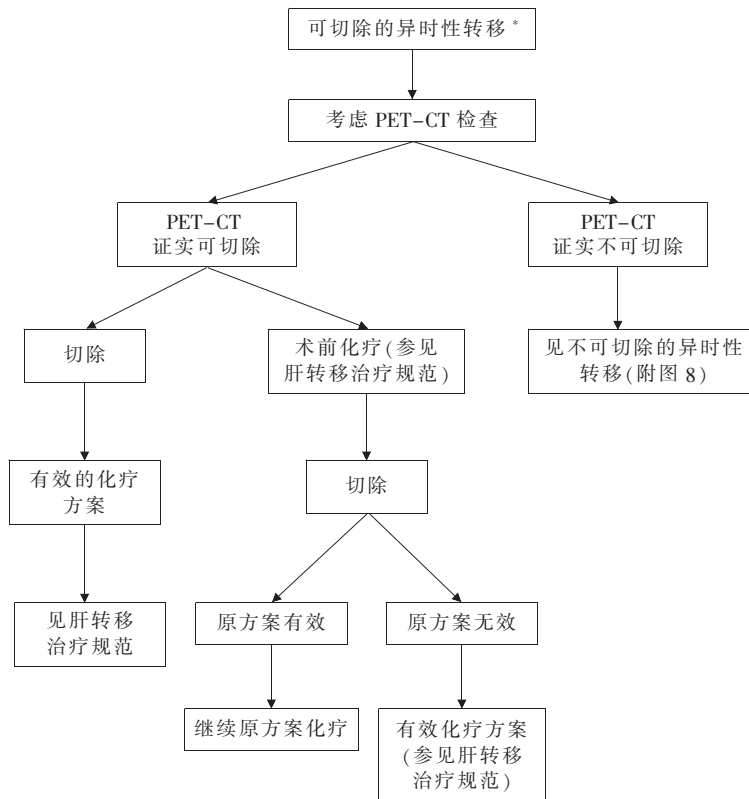 可切除的异时性转移*
考虑 PET-CT 检查
PET-CT
证实可切除
PET-CT
证实不可切除
切除
术前化疗(参见
肝转移治疗规范)
见不可切除的异时性
转移(附图 8)
有效的化疗
方案
切除
见肝转移
治疗规范
原方案有效
原方案无效
继续原方案化疗
有效化疗方案
(参见肝转移
治疗规范)